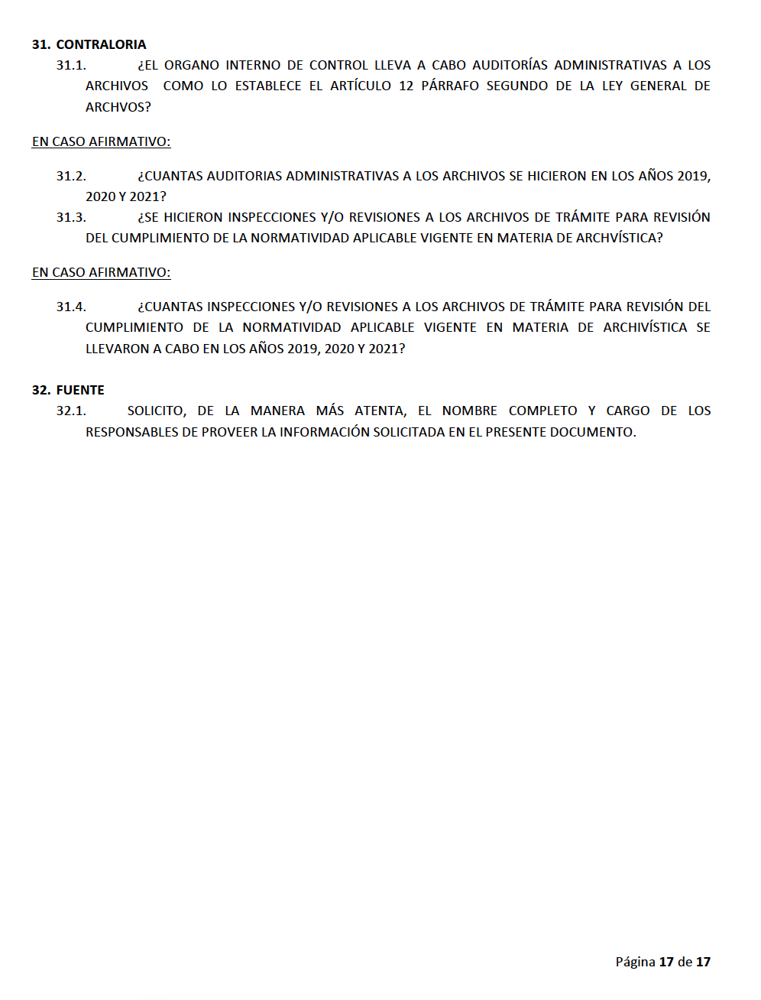 31. CONTRALORIA
31.1. ¿EL ORGANO INTERNO DE CONTROL LLEVA A CABO AUDITORÍAS ADMINISTRATIVAS A LOS
ARCHIVOS COMO LO ESTABLECE EL ARTÍCULO 12 PÁRRAFO SEGUNDO DE LA LEY GENERAL DE
ARCHVOS?
EN CASO AFIRMATIVO:
31.2. ¿CUANTAS AUDITORIAS ADMINISTRATIVAS A LOS ARCHIVOS SE HICIERON EN LOS AÑOS 2019,
2020 Y 2021?
31.3. ¿SE HICIERON INSPECCIONES Y/O REVISIONES A LOS ARCHIVOS DE TRÁMITE PARA REVISIÓN
DEL CUMPLIMIENTO DE LA NORMATIVIDAD APLICABLE VIGENTE EN MATERIA DE ARCHVÍSTICA?
EN CASO AFIRMATIVO:
31.4. ¿CUANTAS INSPECCIONES Y/O REVISIONES A LOS ARCHIVOS DE TRÁMITE PARA REVISIÓN DEL
CUMPLIMIENTO DE LA NORMATIVIDAD APLICABLE VIGENTE EN MATERIA DE ARCHIVÍSTICA SE
LLEVARON A CABO EN LOS AÑOS 2019, 2020 Y 2021?
32. FUENTE
32.1. SOLICITO, DE LA MANERA MÁS ATENTA, EL NOMBRE COMPLETO Y CARGO DE LOS
RESPONSABLES DE PROVEER LA INFORMACIÓN SOLICITADA EN EL PRESENTE DOCUMENTO.
Página 17 de 17